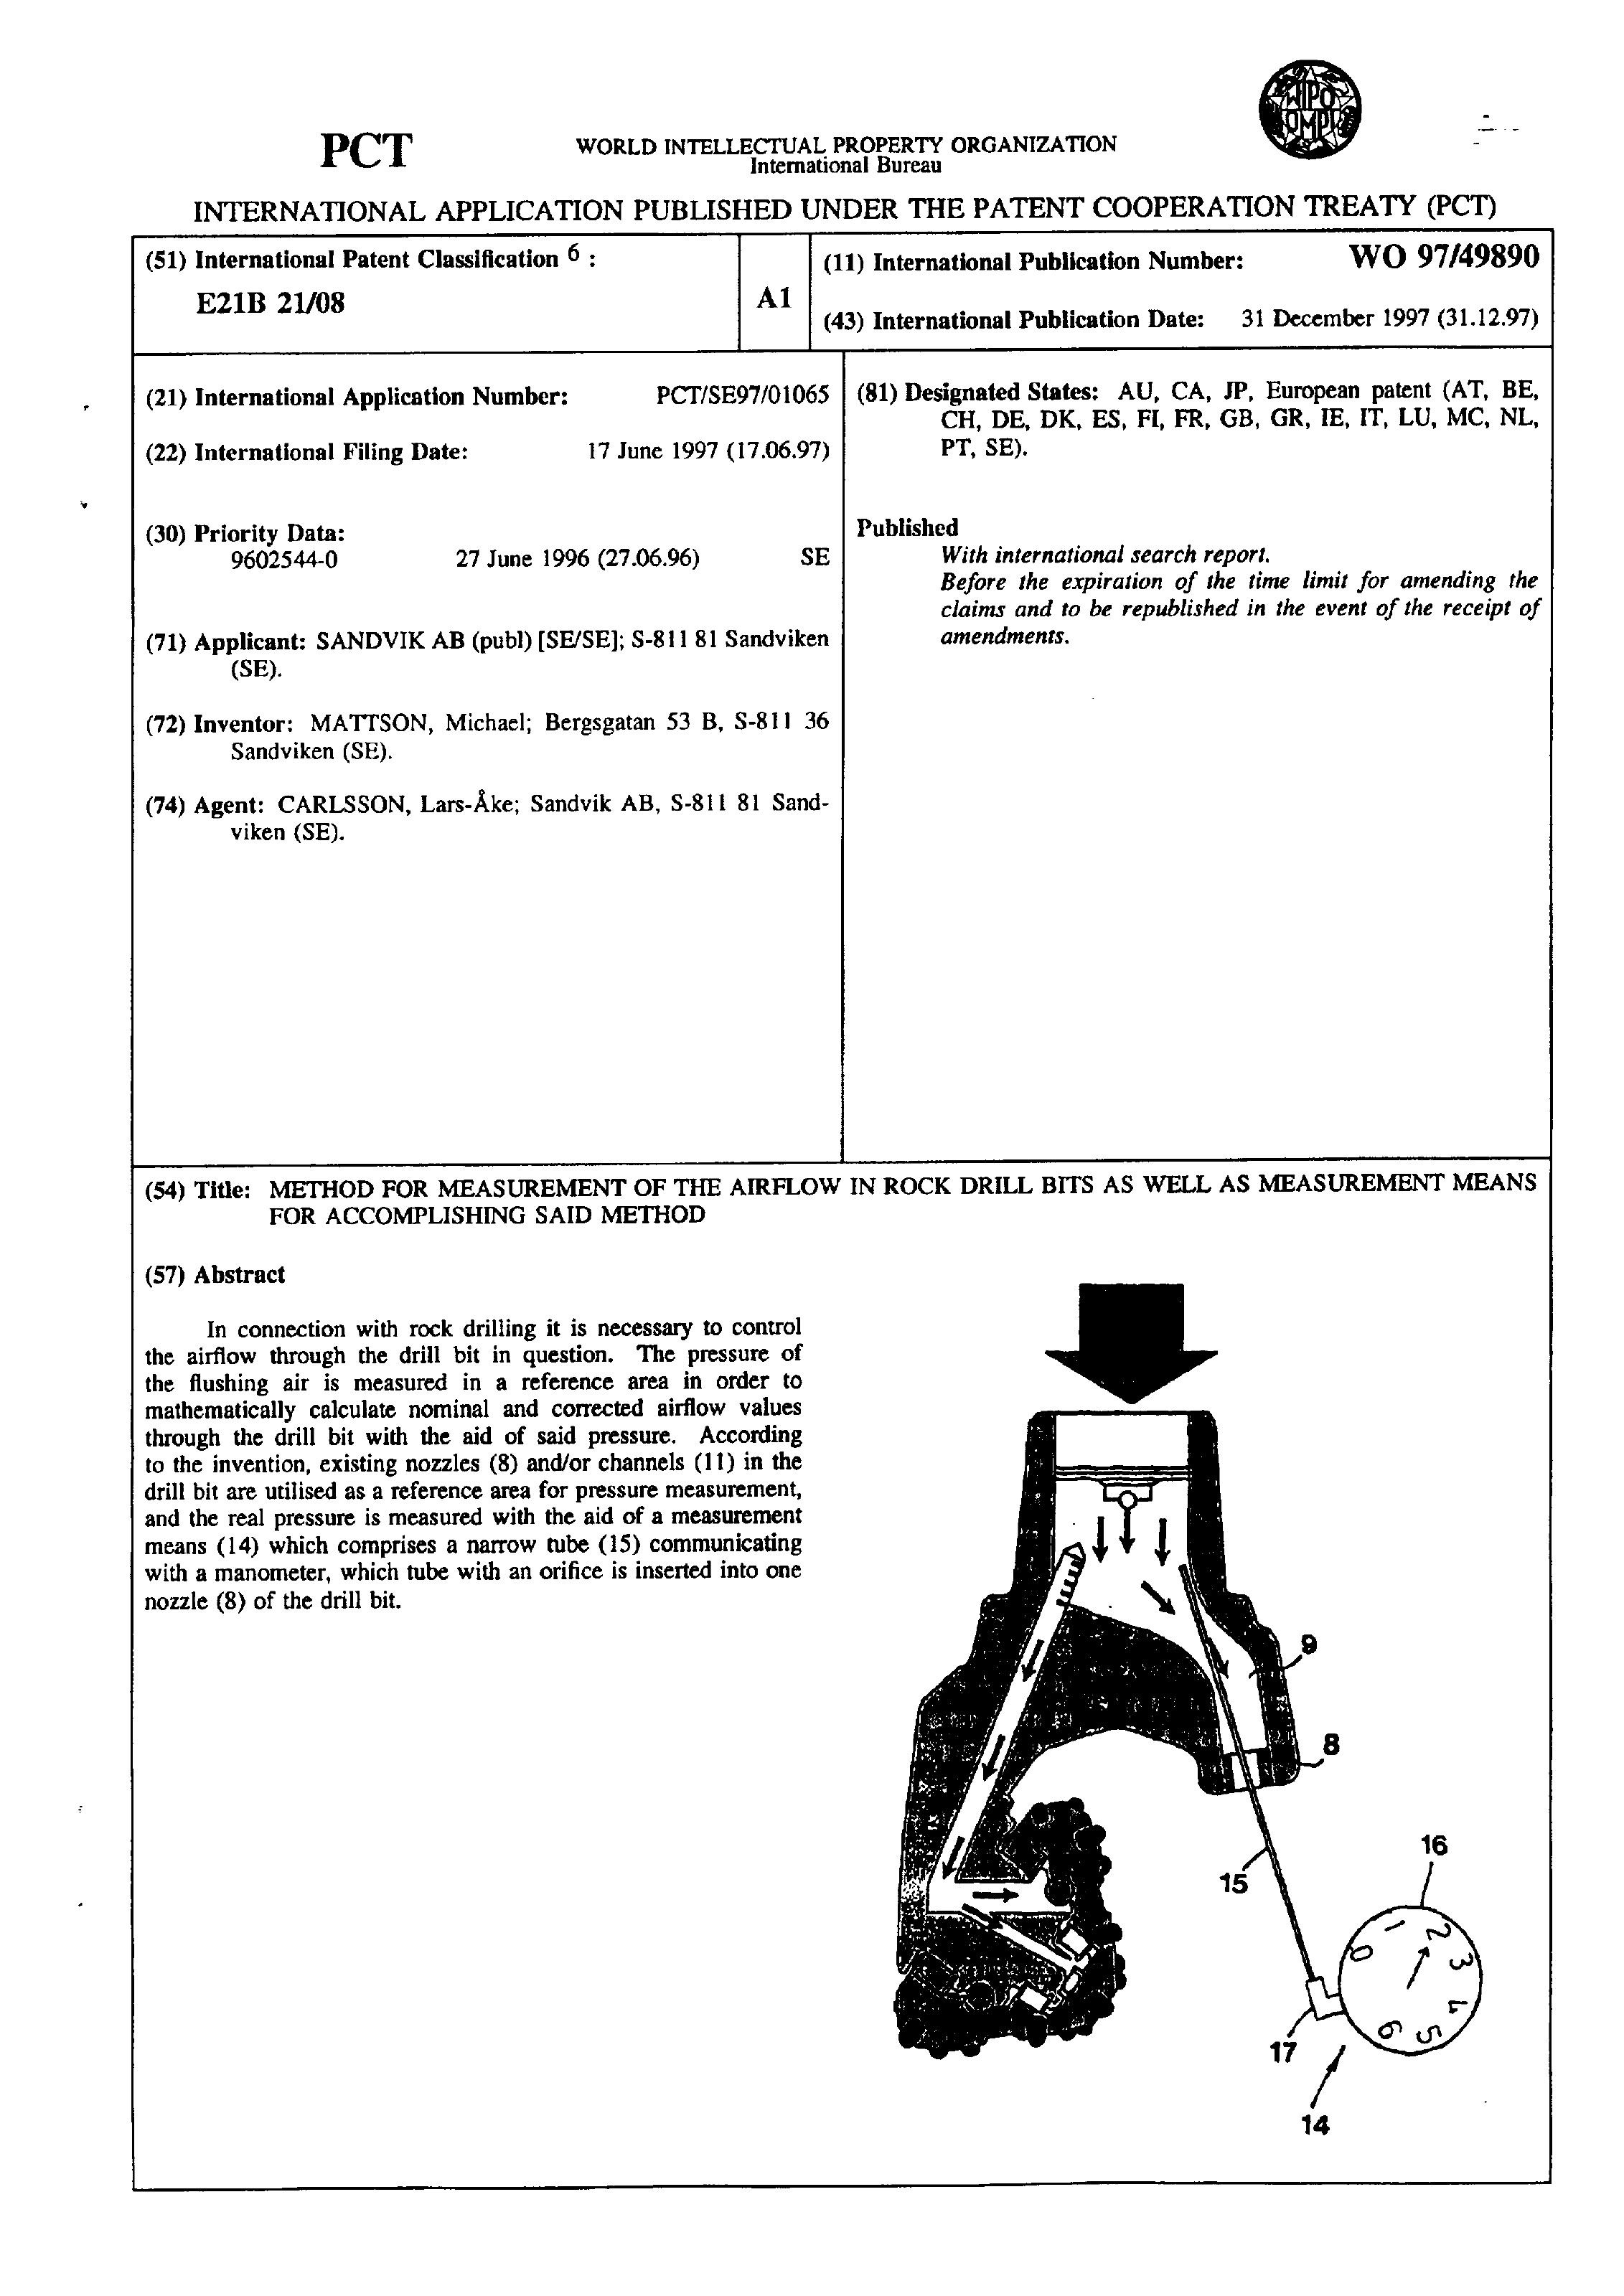 WIPO
OMPI
PCT
WORLD INTELLECTUAL PROPERTY ORGANIZATION
International Bureau
INTERNATIONAL APPLICATION PUBLISHED UNDER THE PATENT COOPERATION TREATY (PCT)
(51) International Patent Classification 6 :
E21B 21/08
A1
(11) International Publication Number: WO 97/49890
(43) International Publication Date: 31 December 1997 (31.12.97)
(21) International Application Number: PCT/SE97/01065
(22) International Filing Date: 17 June 1997 (17.06.97)
(30) Priority Data:
9602544-0 27 June 1996 (27.06.96) SE
(71) Applicant: SANDVIK AB (publ) [SE/SE]; S-811 81 Sandviken
(SE).
(72) Inventor: MATTSON, Michael; Bergsgatan 53 B, S-811 36
Sandviken (SE).
(74) Agent: CARLSSON, Lars-Åke; Sandvik AB, S-811 81 Sand-
viken (SE).
(81) Designated States: AU, CA, JP, European patent (AT, BE,
CH, DE, DK, ES, FI, FR, GB, GR, IE, IT, LU, MC, NL,
PT, SE).
Published
With international search report.
Before the expiration of the time limit for amending the
claims and to be republished in the event of the receipt of
amendments.
(54) Title: METHOD FOR MEASUREMENT OF THE AIRFLOW IN ROCK DRILL BITS AS WELL AS MEASUREMENT MEANS
FOR ACCOMPLISHING SAID METHOD
(57) Abstract
In connection with rock drilling it is necessary to control
the airflow through the drill bit in question. The pressure of
the flushing air is measured in a reference area in order to
mathematically calculate nominal and corrected airflow values
through the drill bit with the aid of said pressure. According
to the invention, existing nozzles (8) and/or channels (11) in the
drill bit are utilised as a reference area for pressure measurement,
and the real pressure is measured with the aid of a measurement
means (14) which comprises a narrow tube (15) communicating
with a manometer, which tube with an orifice is inserted into one
nozzle (8) of the drill bit.
9
8
16
15
0 1 2 3 4 5 6
17
14